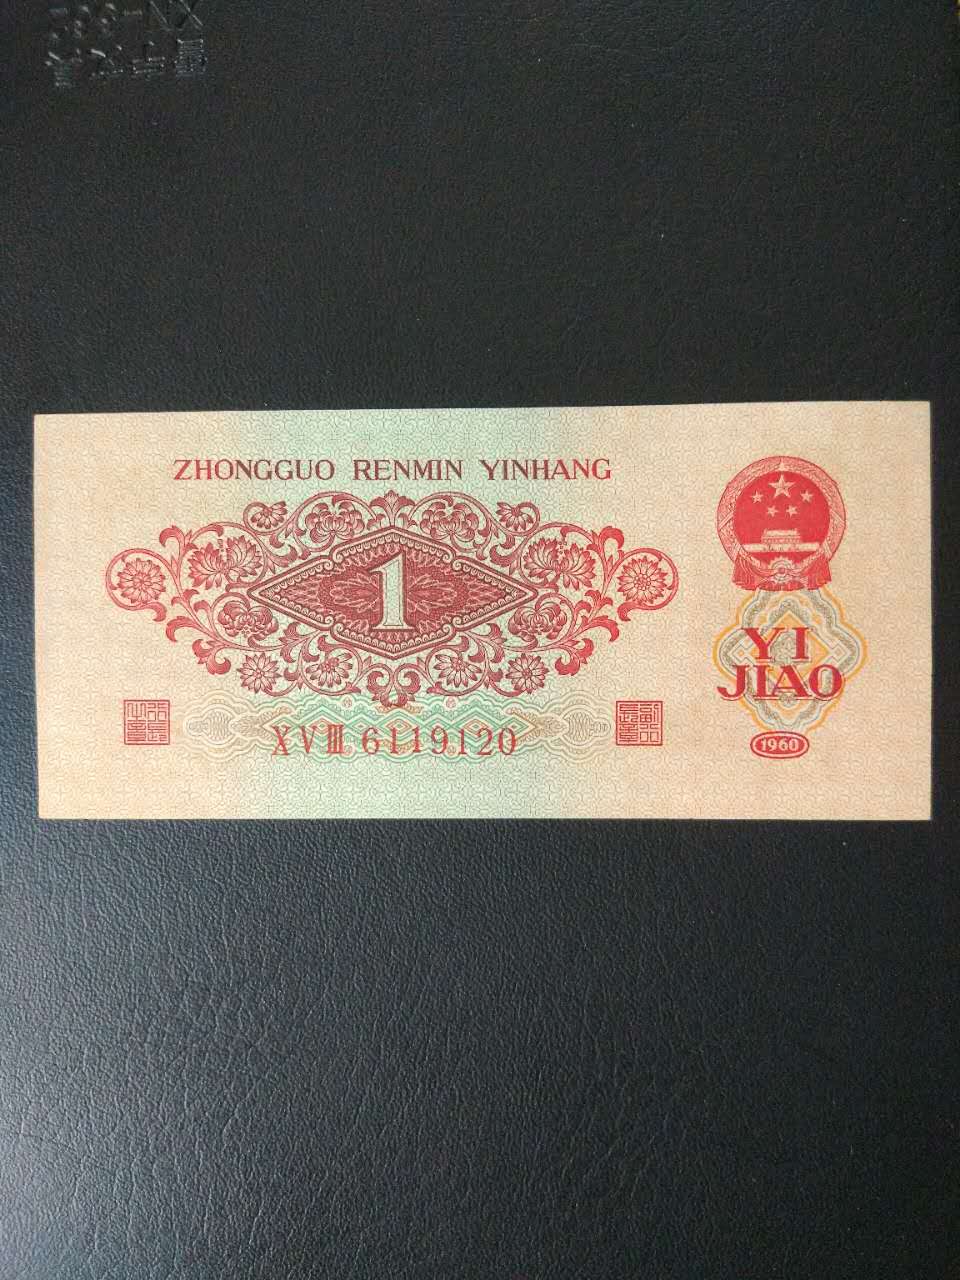 ZHONGGUO RENMIN YINHANG
1
YI
JIAO
XVIII 6119120
1960